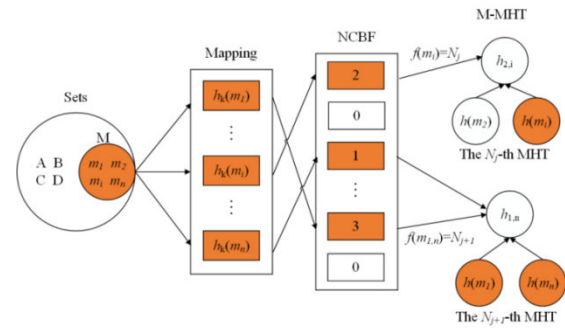 M-MHT
NCBF
Mapping
Sets
M
A B
C D
m1 m2
mi mn
hk(m1)
⋮
hk(mi)
⋮
hk(mn)
2
0
1
⋮
3
0
f(mi)=Nj
f(m1,n)=Nj+1
h2,i
h(m2)
h(mi)
The Nj-th MHT
h1,n
h(m1)
h(mn)
The Nj+1-th MHT